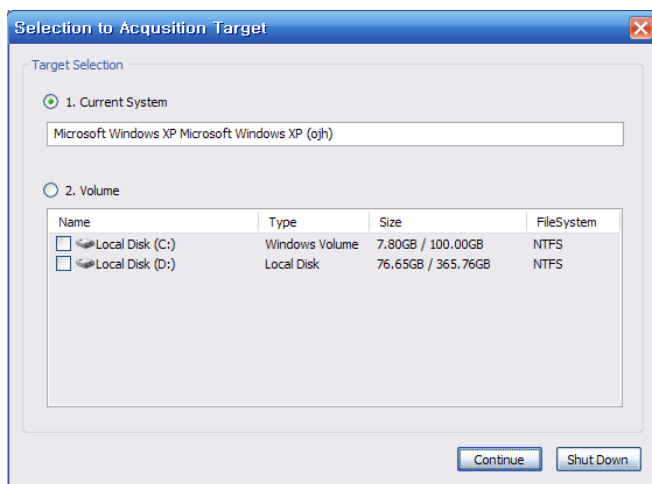 Selection to Acqusition Target
Target Selection
1. Current System
Microsoft Windows XP Microsoft Windows XP (ojh)
2. Volume
Name Type Size FileSystem
Local Disk (C:) Windows Volume 7.80GB / 100.00GB NTFS
Local Disk (D:) Local Disk 76.65GB / 365.76GB NTFS
Continue Shut Down